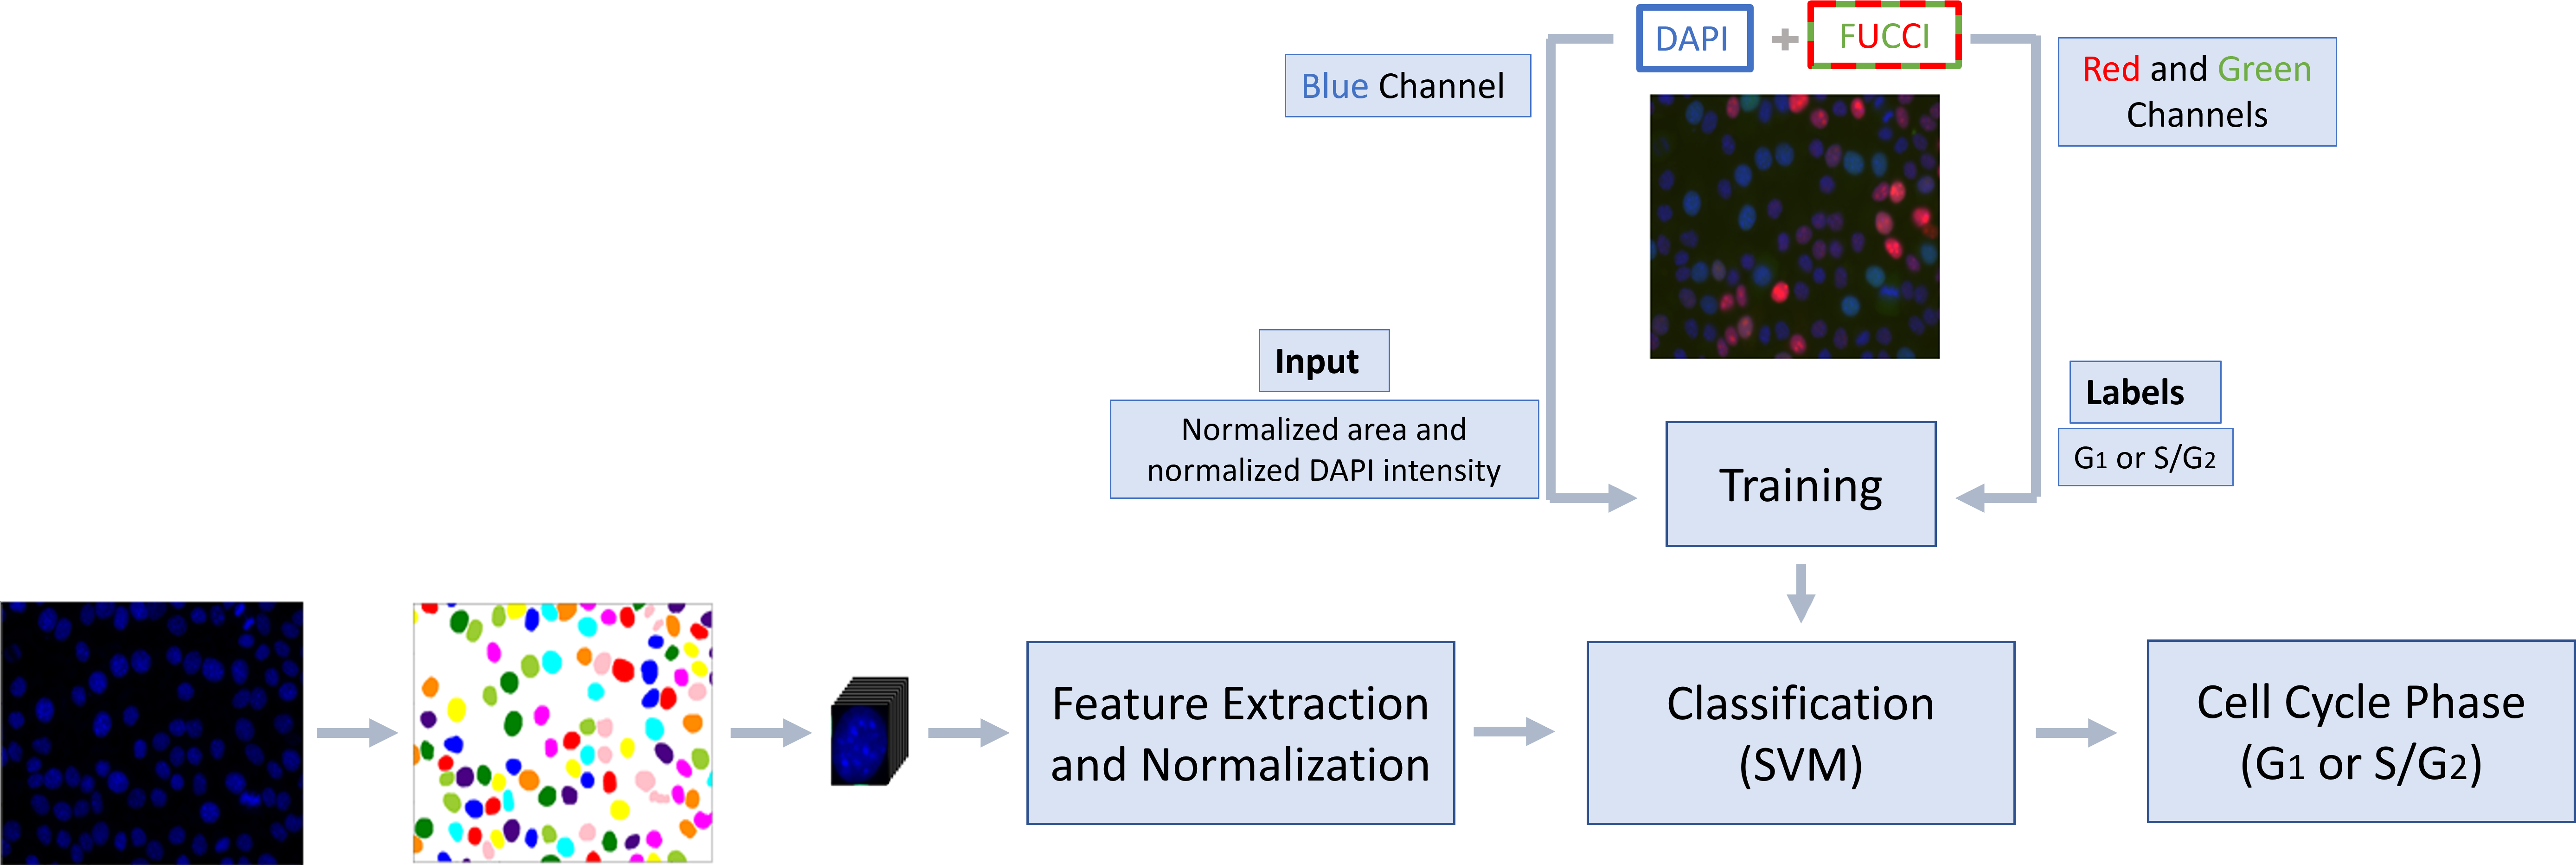 DAPI + FUCCI
Blue Channel
Red and Green
Channels
Input
Normalized area and
normalized DAPI intensity
Labels
G1 or S/G2
Training
Feature Extraction
and Normalization
Classification
(SVM)
Cell Cycle Phase
(G1 or S/G2)